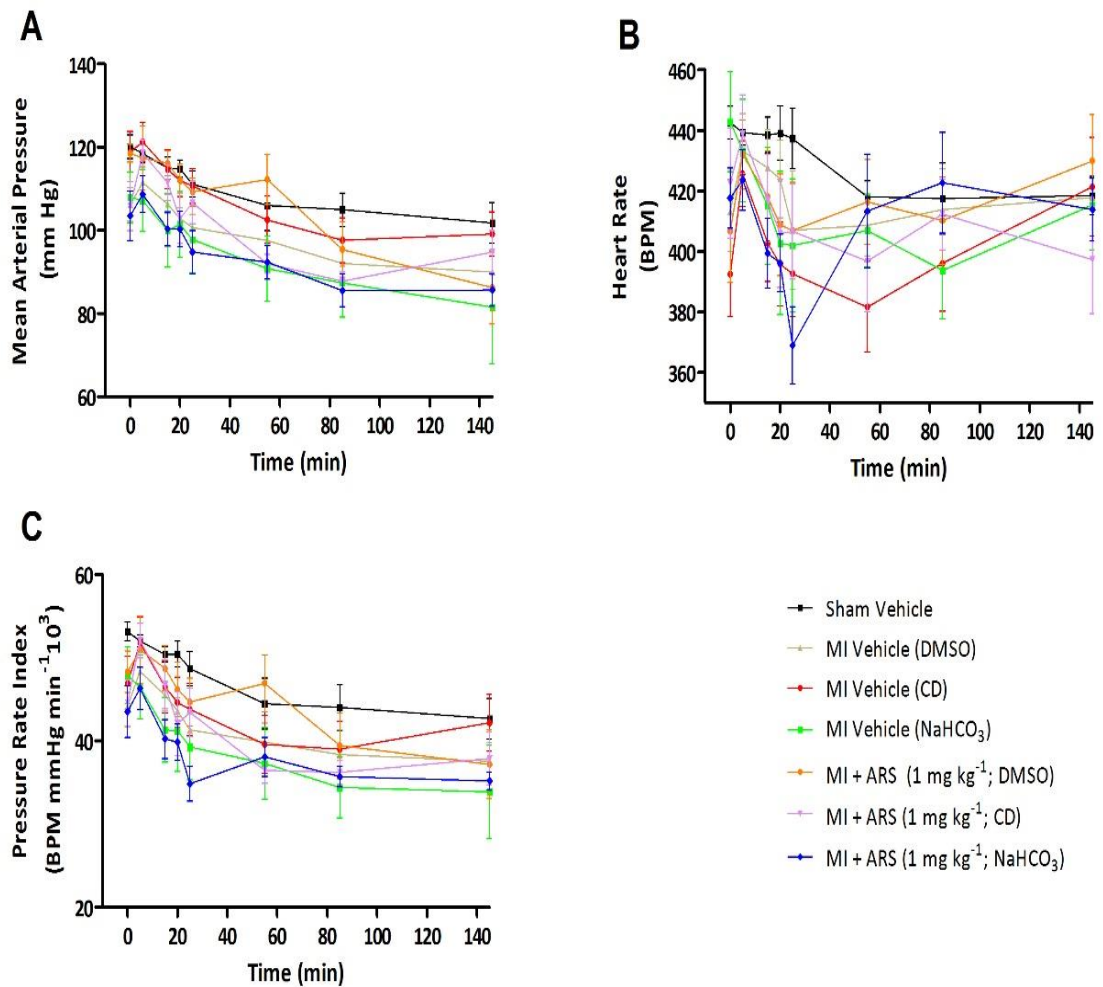 A
Mean Arterial Pressure
(mm Hg)
140
120
100
80
60
0 20 40 60 80 100 120 140
Time (min)
B
Heart Rate
(BPM)
460
440
420
400
380
360
0 20 40 60 80 100 120 140
Time (min)
C
Pressure Rate Index
(BPM mmHg min⁻¹10³)
60
40
20
0 20 40 60 80 100 120 140
Time (min)
Sham Vehicle
MI Vehicle (DMSO)
MI Vehicle (CD)
MI Vehicle (NaHCO₃)
MI + ARS (1 mg kg⁻¹; DMSO)
MI + ARS (1 mg kg⁻¹; CD)
MI + ARS (1 mg kg⁻¹; NaHCO₃)